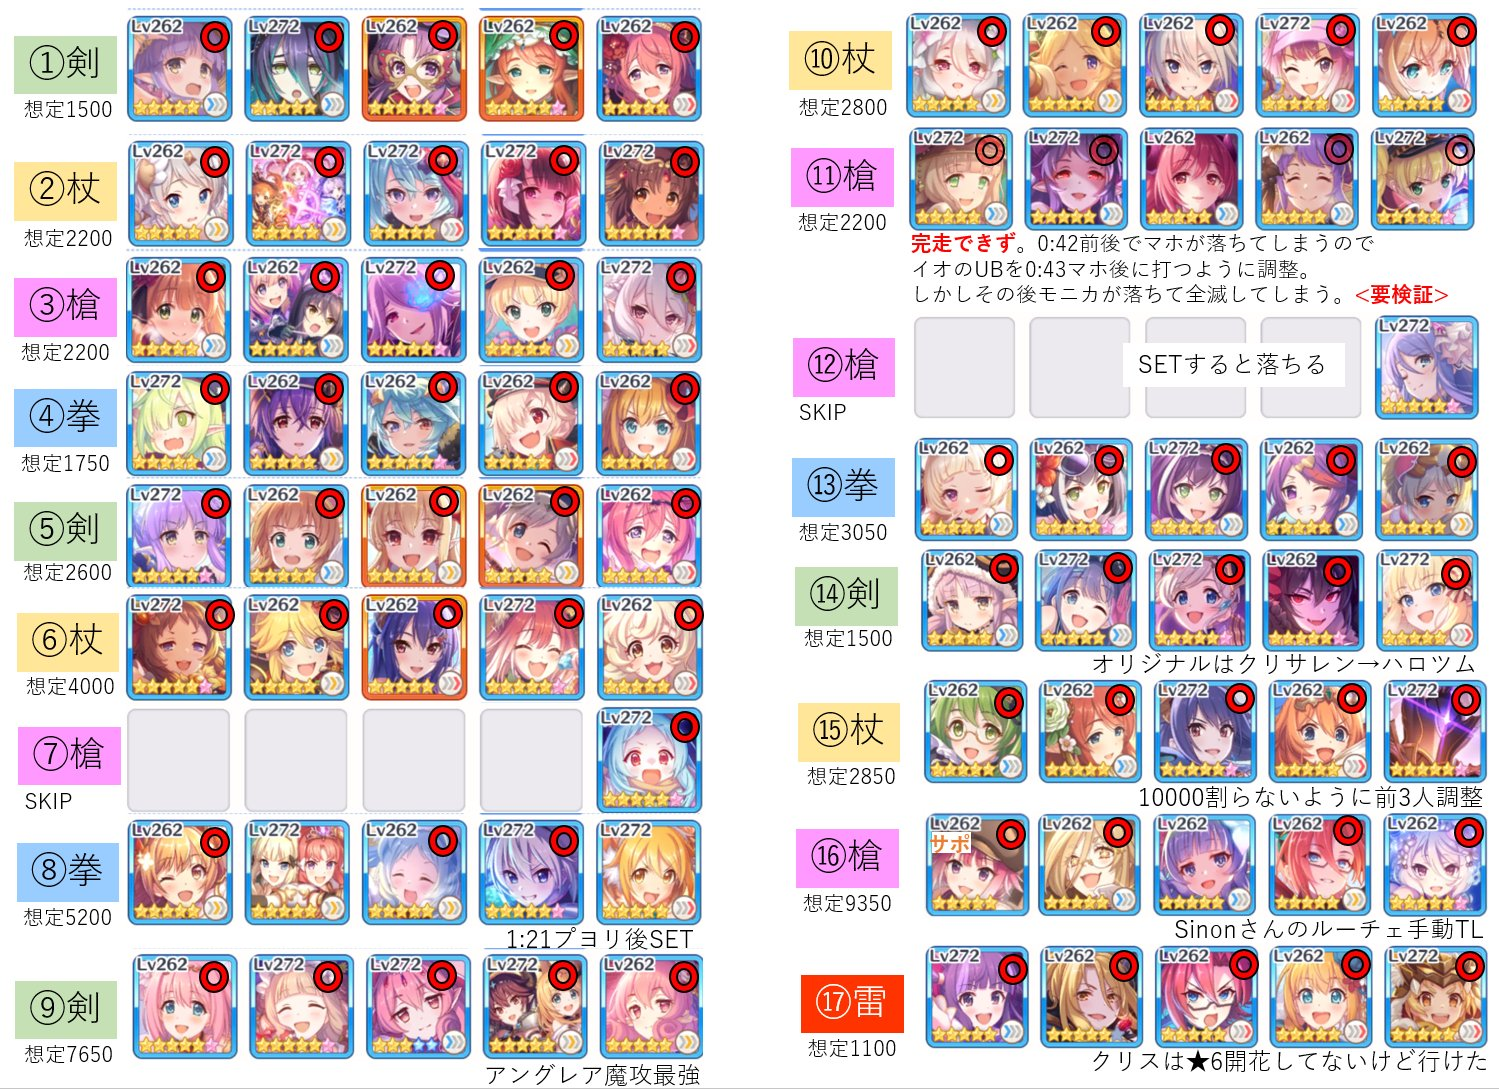 ①剣
想定1500
Lv262 Lv272 Lv262 Lv262 Lv262
②杖
想定2200
Lv262 Lv272 Lv272 Lv272 Lv272
③槍
想定2200
Lv262 Lv262 Lv272 Lv262 Lv272
④拳
想定1750
Lv272 Lv262 Lv272 Lv262 Lv262
⑤剣
想定2600
Lv272 Lv262 Lv262 Lv262 Lv272
⑥杖
想定4000
Lv272 Lv262 Lv262 Lv272 Lv262
⑦槍
SKIP
Lv272
⑧拳
想定5200
Lv262 Lv272 Lv262 Lv272 Lv272
1:21プヨリ後SET
⑨剣
想定7650
Lv262 Lv272 Lv272 Lv272 Lv262
アングレア魔攻最強
⑩杖
想定2800
Lv262 Lv262 Lv262 Lv272 Lv262
⑪槍
想定2200
Lv272 Lv272 Lv262 Lv262 Lv272
完走できず。0:42前後でマホが落ちてしまうので
イオのUBを0:43マホ後に打つように調整。
しかしその後モニカが落ちて全滅してしまう。<要検証>
⑫槍
SKIP
SETすると落ちる
Lv272
⑬拳
想定3050
Lv262 Lv262 Lv272 Lv262 Lv262
⑭剣
想定1500
Lv262 Lv272 Lv272 Lv262 Lv272
オリジナルはクリサレン→ハロツム
⑮杖
想定2850
Lv262 Lv262 Lv272 Lv262 Lv272
10000割らないように前3人調整
⑯槍
想定9350
Lv262 Lv262 Lv262 Lv262 Lv262
サポ
Sinonさんのルーチェ手動TL
⑰雷
想定1100
Lv272 Lv262 Lv262 Lv262 Lv272
クリスは★6開花してないけど行けた